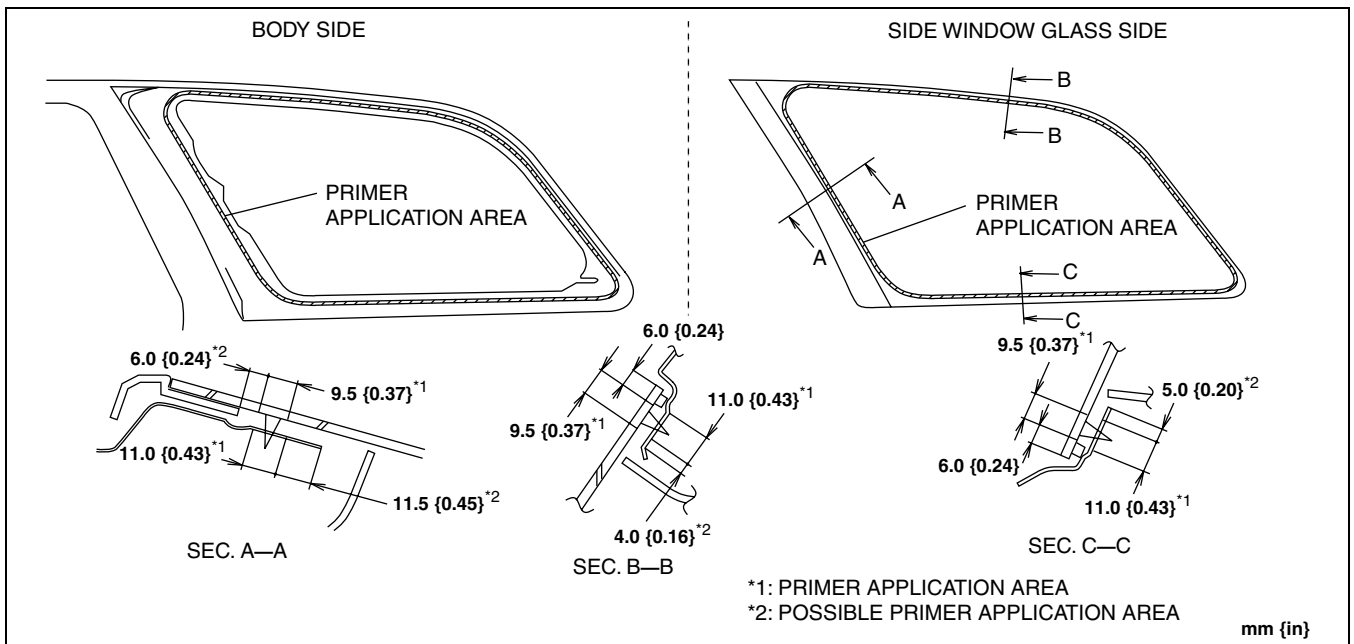 BODY SIDE
SIDE WINDOW GLASS SIDE
PRIMER
APPLICATION AREA
B
B
A
A
PRIMER
APPLICATION AREA
C
C
6.0 {0.24}*2
9.5 {0.37}*1
11.0 {0.43}*1
11.5 {0.45}*2
SEC. A—A
6.0 {0.24}
9.5 {0.37}*1
11.0 {0.43}*1
4.0 {0.16}*2
SEC. B—B
9.5 {0.37}*1
5.0 {0.20}*2
6.0 {0.24}
11.0 {0.43}*1
SEC. C—C
*1: PRIMER APPLICATION AREA
*2: POSSIBLE PRIMER APPLICATION AREA
mm {in}